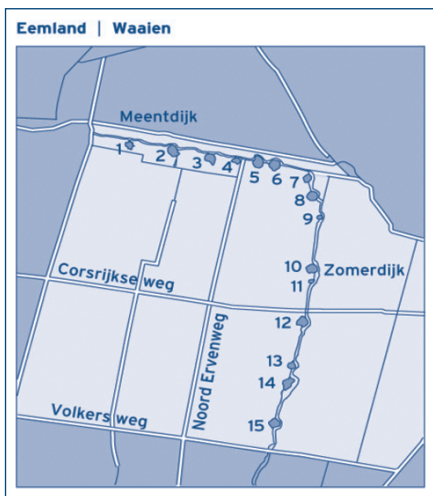 Eemland | Waaien
Meentdijk
1
2
3
4
5
6
7
8
9
10
Zomerdijk
11
Corsrijkse weg
12
Noord Ervenweg
13
14
Volkers weg
15